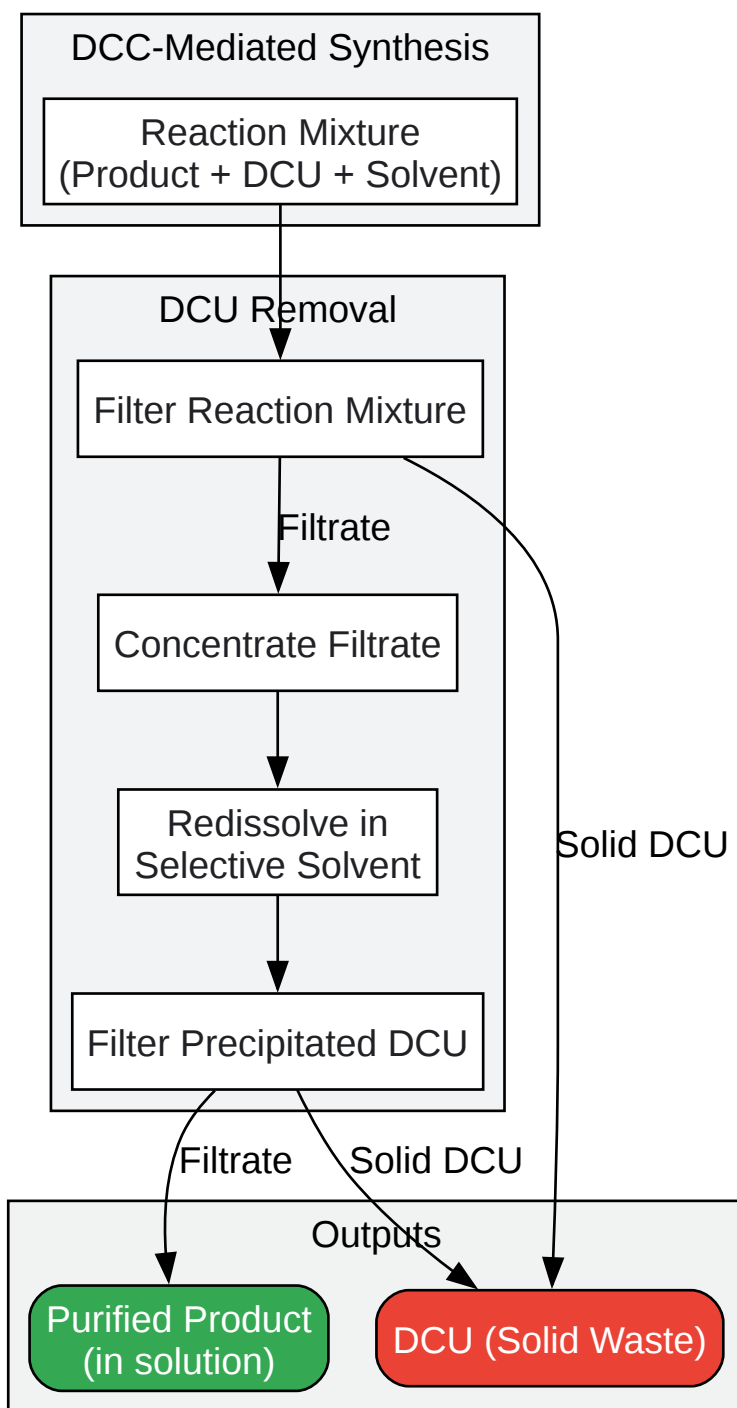 DCC-Mediated Synthesis
Reaction Mixture
(Product + DCU + Solvent)
DCU Removal
Filter Reaction Mixture
Filtrate
Concentrate Filtrate
Redissolve in
Selective Solvent
Solid DCU
Filter Precipitated DCU
Filtrate
Solid DCU
Outputs
Purified Product
(in solution)
DCU (Solid Waste)